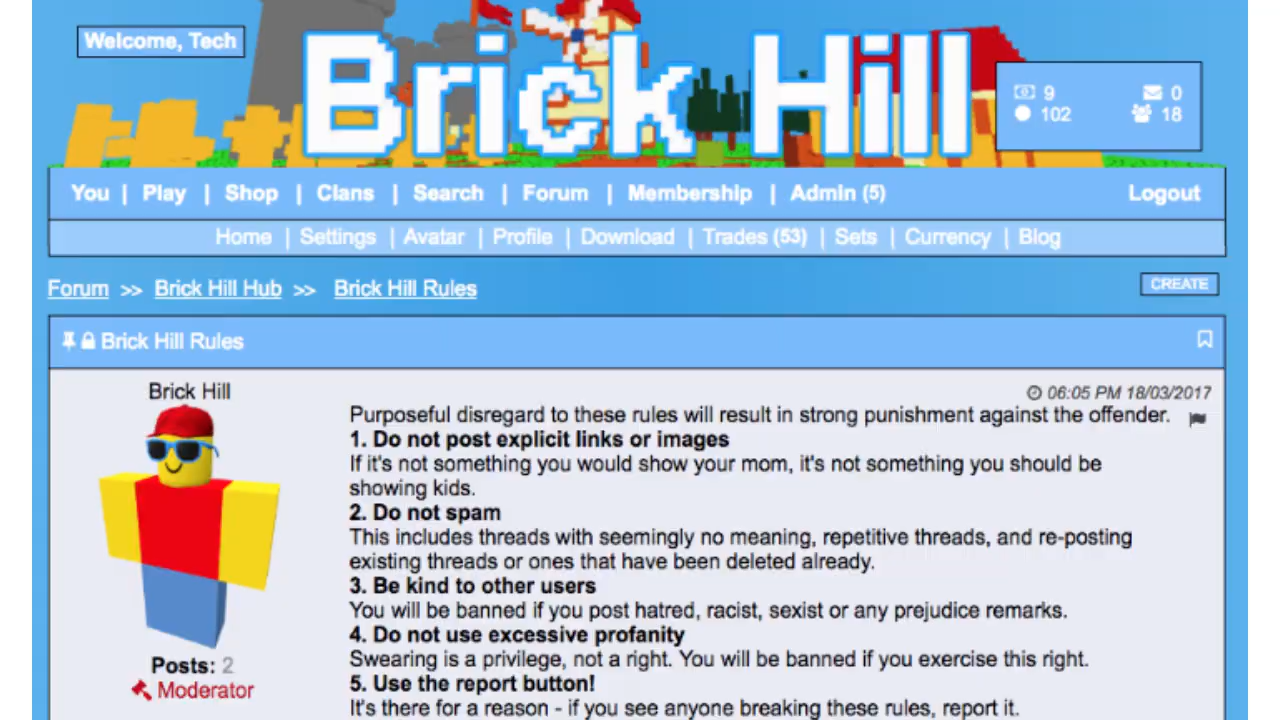 Welcome, Tech
Brick Hill
9 0
102 18
You | Play | Shop | Clans | Search | Forum | Membership | Admin (5) Logout
Home | Settings | Avatar | Profile | Download | Trades (53) | Sets | Currency | Blog
Forum >> Brick Hill Hub >> Brick Hill Rules CREATE
Brick Hill Rules
Brick Hill
06:05 PM 18/03/2017
Purposeful disregard to these rules will result in strong punishment against the offender.
1. Do not post explicit links or images
If it's not something you would show your mom, it's not something you should be
showing kids.
2. Do not spam
This includes threads with seemingly no meaning, repetitive threads, and re-posting
existing threads or ones that have been deleted already.
3. Be kind to other users
You will be banned if you post hatred, racist, sexist or any prejudice remarks.
4. Do not use excessive profanity
Swearing is a privilege, not a right. You will be banned if you exercise this right.
5. Use the report button!
It's there for a reason - if you see anyone breaking these rules, report it.
Posts: 2
Moderator